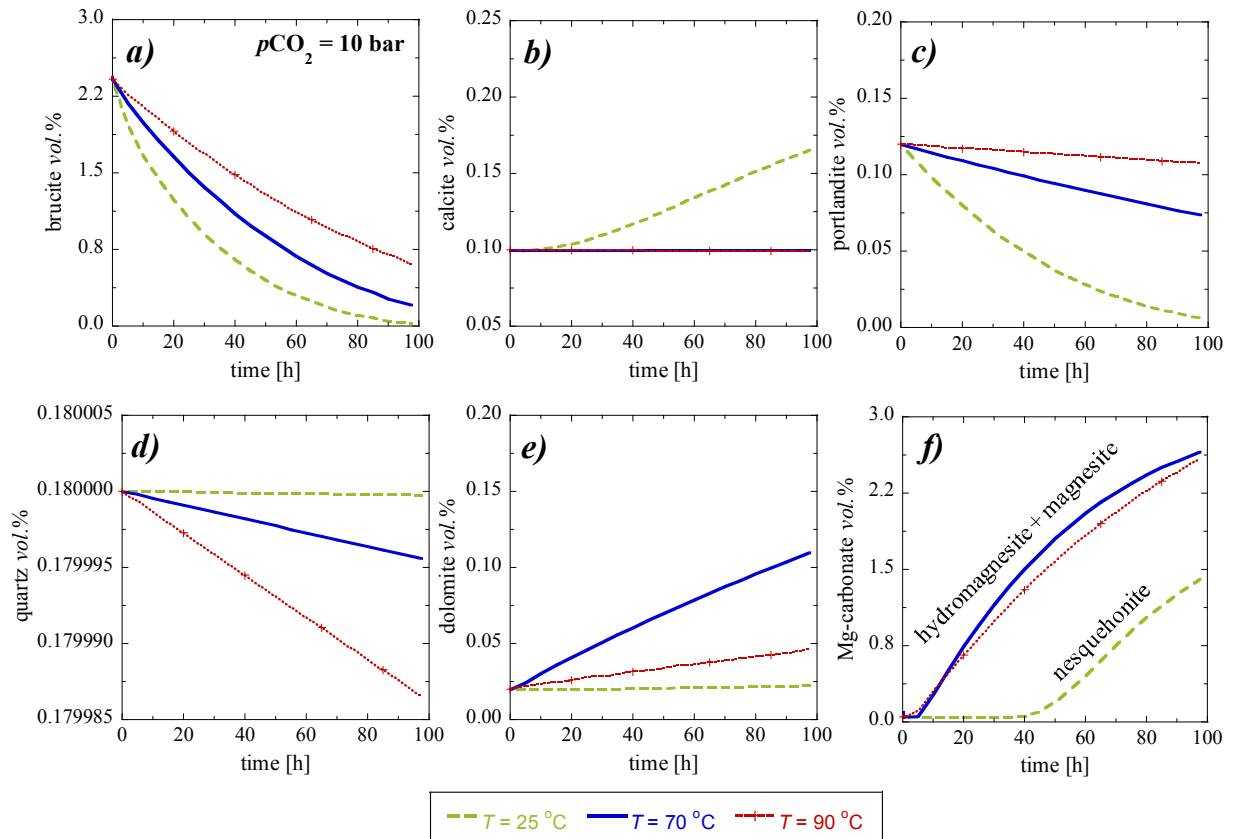 a)
pCO2 = 10 bar
brucite vol.%
3.0
2.2
1.5
0.8
0.0
0 20 40 60 80 100
time [h]
b)
calcite vol.%
0.25
0.20
0.15
0.10
0.05
0 20 40 60 80 100
time [h]
c)
portlandite vol.%
0.20
0.15
0.10
0.05
0.00
0 20 40 60 80 100
time [h]
d)
quartz vol.%
0.180005
0.180000
0.179995
0.179990
0.179985
0 20 40 60 80 100
time [h]
e)
dolomite vol.%
0.20
0.15
0.10
0.05
0.00
0 20 40 60 80 100
time [h]
f)
Mg-carbonate vol.%
3.0
2.2
1.5
0.8
0.0
hydromagnesite + magnesite
nesquehonite
0 20 40 60 80 100
time [h]
T = 25 °C T = 70 °C T = 90 °C